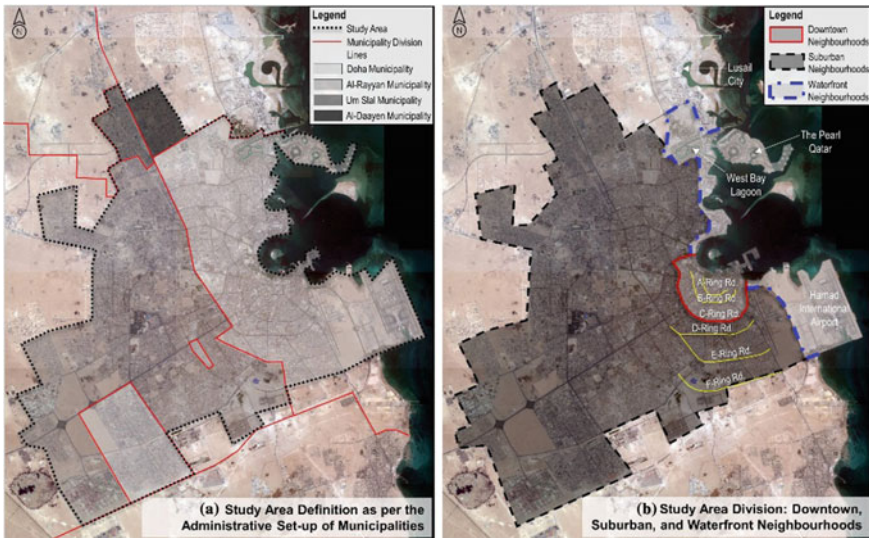 N
Legend
Study Area
Municipality Division
Lines
Doha Municipality
Al-Rayyan Municipality
Um Slal Municipality
Al-Daayen Municipality
(a) Study Area Definition as per the
Administrative Set-up of Municipalities
N
Legend
Downtown
Neighbourhoods
Suburban
Neighbourhoods
Waterfront
Neighbourhoods
Lusail
City
The Pearl
Qatar
West Bay
Lagoon
A-Ring Rd.
B-Ring Rd.
C-Ring Rd.
D-Ring Rd.
E-Ring Rd.
F-Ring Rd.
Hamad
International
Airport
(b) Study Area Division: Downtown,
Suburban, and Waterfront Neighbourhoods